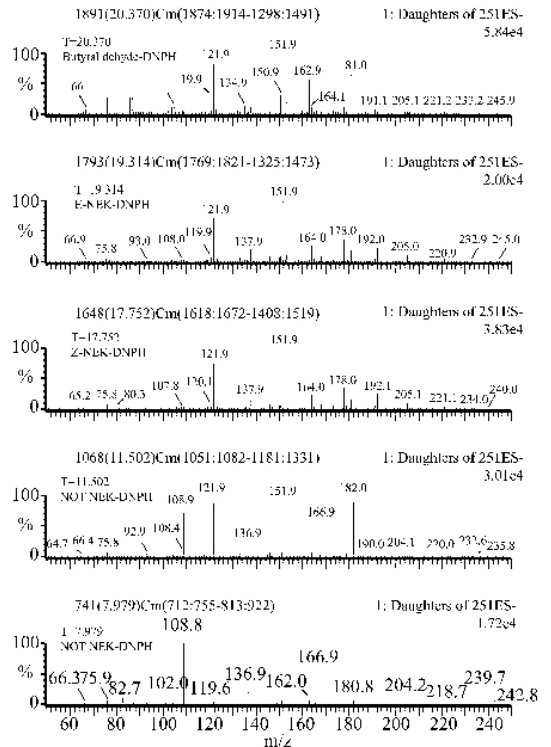 1891(20.370)Cm(1874:1914-1298:1491) 1: Daughters of 251ES-
5.84e4
T=20.370
Butyral dehyde-DNPH
121.9 151.9
19.9 134.9 150.9 162.9 81.0
66 164.1 191.1 205.1 221.2 233.2 245.9
100
%
0
1793(19.314)Cm(1769:1821-1325:1473) 1: Daughters of 251ES-
2.00e4
T=19.314
E-NEK-DNPH
151.9
121.9
66.9 75.8 93.0 108.0 119.9 137.9 164.0 178.0 192.0 205.0 220.9 232.9 245.0
100
%
0
1648(17.752)Cm(1618:1672-1408:1519) 1: Daughters of 251ES-
3.83e4
T=17.752
Z-NEK-DNPH
151.9
121.9
65.2 75.8 80.3 107.8 120.1 137.9 164.0 178.0 192.1 205.1 221.1 234.0 240.0
100
%
0
1068(11.502)Cm(1051:1082-1181:1331) 1: Daughters of 251ES-
3.01e4
T=11.502
NOT NEK-DNPH
108.9 121.9 151.9 166.9 182.0
64.7 66.4 75.8 92.9 108.4 136.9 190.0 204.1 220.0 233.6 235.8
100
%
0
741(7.979)Cm(712:755-813:922) 1: Daughters of 251ES-
1.72e4
T=7.979
NOT NEK-DNPH
108.8
66.3 75.9 82.7 102.0 119.6 136.9 162.0 166.9 180.8 204.2 218.7 239.7 242.8
100
%
0
60 80 100 120 140 160 180 200 220 240
m/z